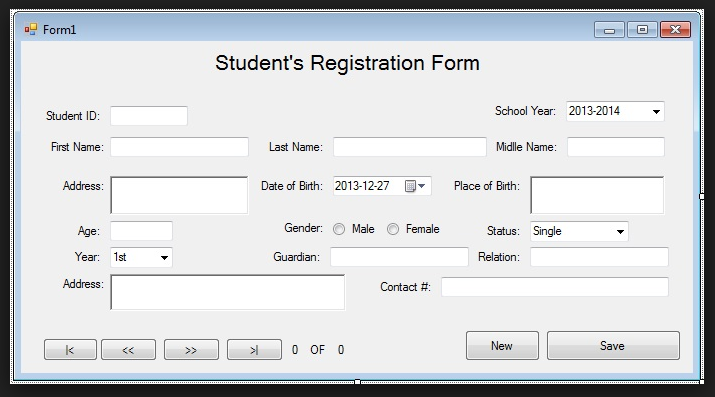 Form1
Student's Registration Form
Student ID: School Year: 2013-2014
First Name: Last Name: Midlle Name:
Address: Date of Birth: 2013-12-27 Place of Birth:
Age: Gender: Male Female Status: Single
Year: 1st Guardian: Relation:
Address: Contact #:
|< << >> >| 0 OF 0 New Save